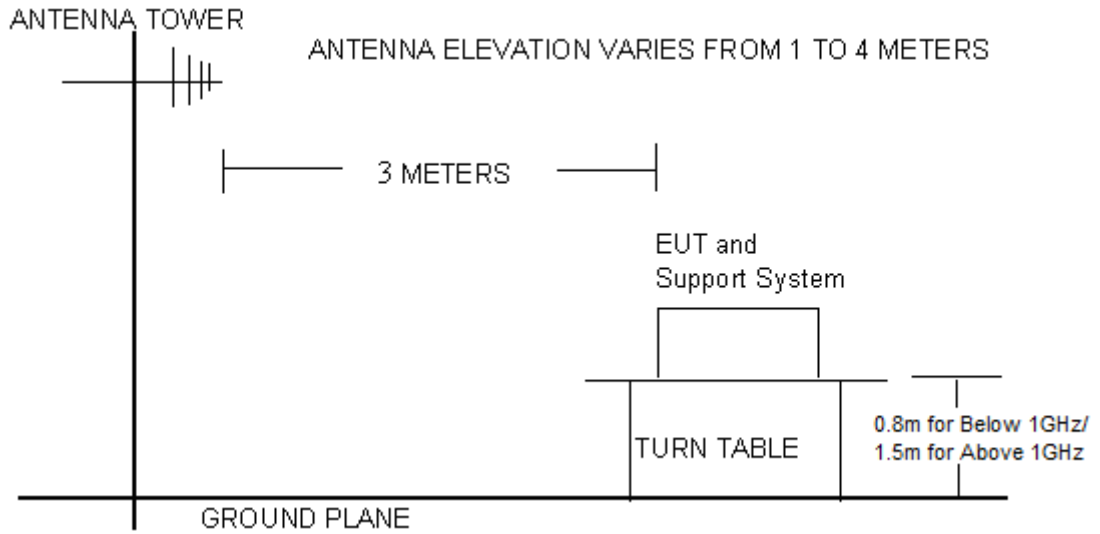 ANTENNA TOWER
ANTENNA ELEVATION VARIES FROM 1 TO 4 METERS
3 METERS
EUT and
Support System
0.8m for Below 1GHz/
1.5m for Above 1GHz
TURN TABLE
GROUND PLANE